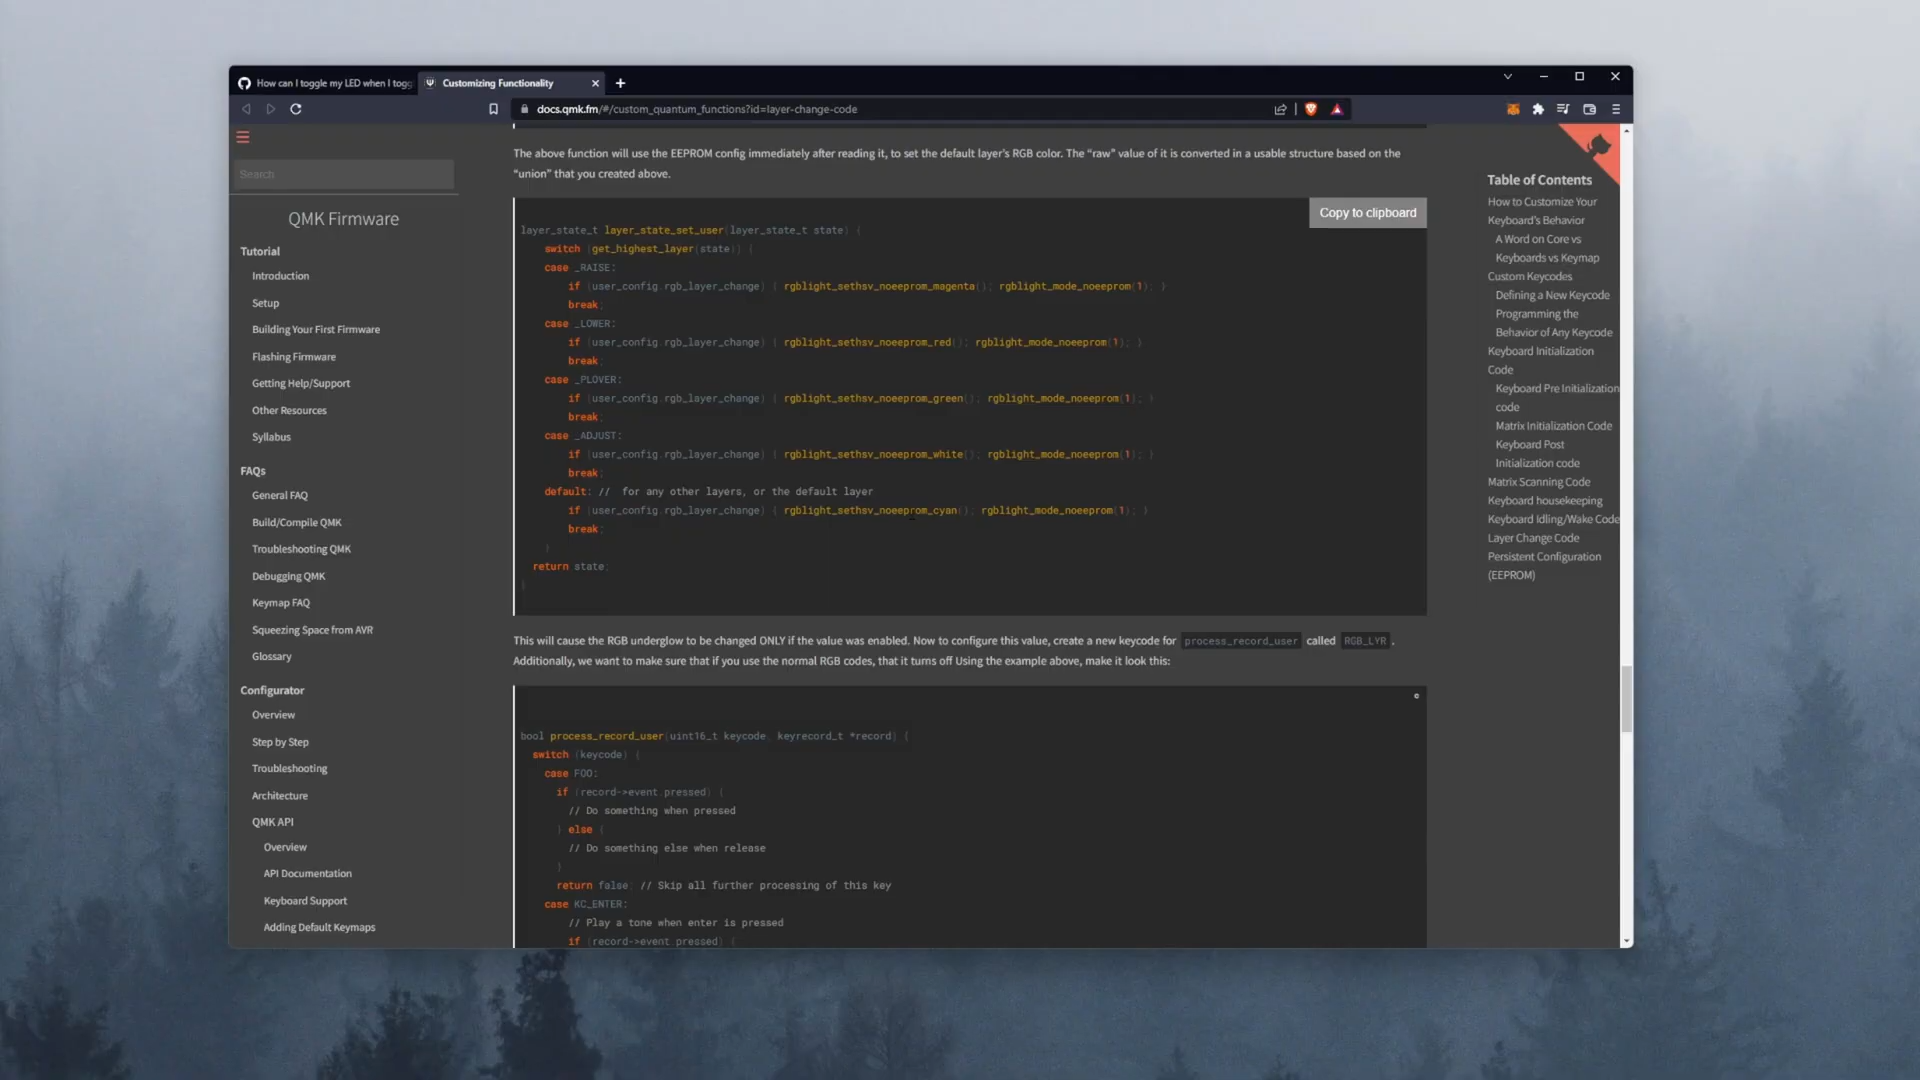 How can I toggle my LED when I togg
Customizing Functionality
docs.qmk.fm/#/custom_quantum_functions?id=layer-change-code
Search
QMK Firmware
Tutorial
Introduction
Setup
Building Your First Firmware
Flashing Firmware
Getting Help/Support
Other Resources
Syllabus
FAQs
General FAQ
Build/Compile QMK
Troubleshooting QMK
Debugging QMK
Keymap FAQ
Squeezing Space from AVR
Glossary
Configurator
Overview
Step by Step
Troubleshooting
Architecture
QMK API
Overview
API Documentation
Keyboard Support
Adding Default Keymaps
The above function will use the EEPROM config immediately after reading it, to set the default layer's RGB color. The “raw” value of it is converted in a usable structure based on the
“union” that you created above.
Copy to clipboard
layer_state_t layer_state_set_user(layer_state_t state) {
switch (get_highest_layer(state)) {
case _RAISE:
if (user_config.rgb_layer_change) { rgblight_sethsv_noeeprom_magenta(); rgblight_mode_noeeprom(1); }
break;
case _LOWER:
if (user_config.rgb_layer_change) { rgblight_sethsv_noeeprom_red(); rgblight_mode_noeeprom(1); }
break;
case _PLOVER:
if (user_config.rgb_layer_change) { rgblight_sethsv_noeeprom_green(); rgblight_mode_noeeprom(1); }
break;
case _ADJUST:
if (user_config.rgb_layer_change) { rgblight_sethsv_noeeprom_white(); rgblight_mode_noeeprom(1); }
break;
default: // for any other layers, or the default layer
if (user_config.rgb_layer_change) { rgblight_sethsv_noeeprom_cyan(); rgblight_mode_noeeprom(1); }
break;
}
return state;
}
This will cause the RGB underglow to be changed ONLY if the value was enabled. Now to configure this value, create a new keycode for process_record_user called RGB_LYR .
Additionally, we want to make sure that if you use the normal RGB codes, that it turns off Using the example above, make it look this:
bool process_record_user(uint16_t keycode, keyrecord_t *record) {
switch (keycode) {
case FOO:
if (record->event.pressed) {
// Do something when pressed
} else {
// Do something else when release
}
return false; // Skip all further processing of this key
case KC_ENTER:
// Play a tone when enter is pressed
if (record->event.pressed) {
Table of Contents
How to Customize Your
Keyboard's Behavior
A Word on Core vs
Keyboards vs Keymap
Custom Keycodes
Defining a New Keycode
Programming the
Behavior of Any Keycode
Keyboard Initialization
Code
Keyboard Pre Initialization
code
Matrix Initialization Code
Keyboard Post
Initialization code
Matrix Scanning Code
Keyboard housekeeping
Keyboard Idling/Wake Code
Layer Change Code
Persistent Configuration
(EEPROM)